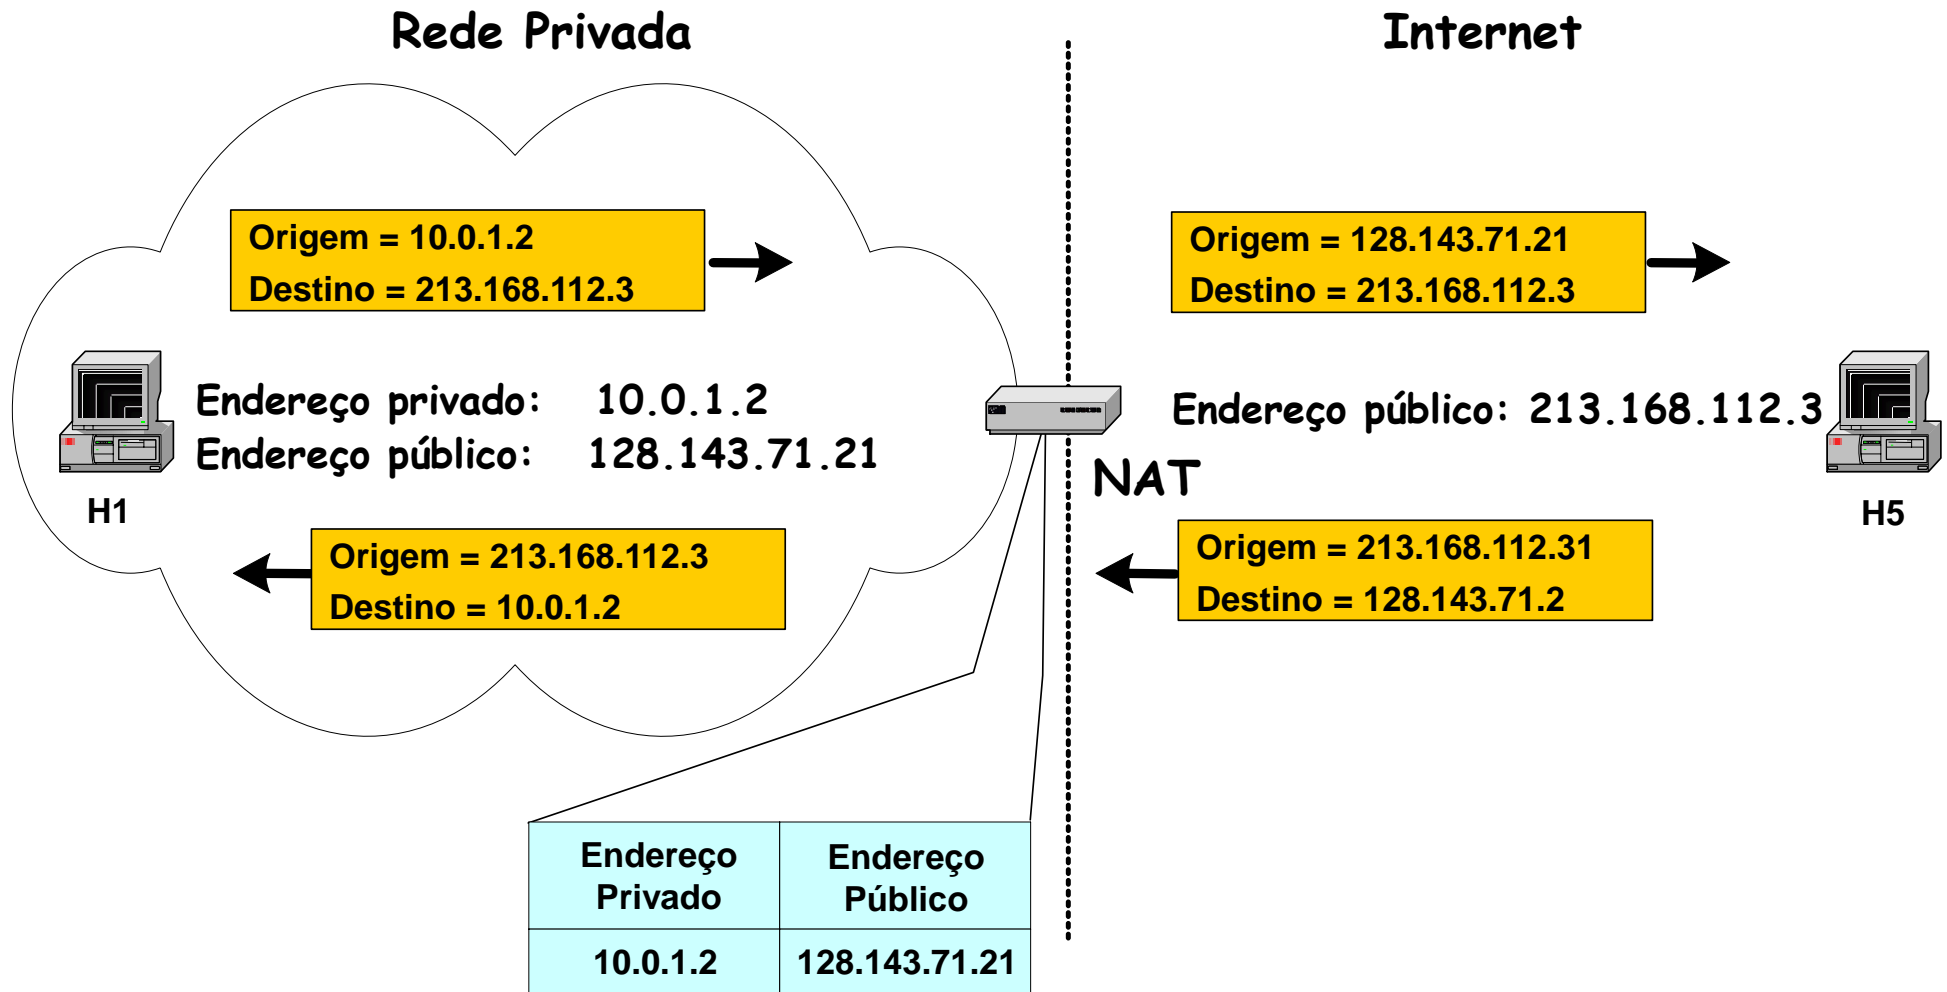 Rede Privada
Internet
Origem = 10.0.1.2
Destino = 213.168.112.3
Origem = 128.143.71.21
Destino = 213.168.112.3
Endereço privado: 10.0.1.2
Endereço público: 128.143.71.21
H1
Endereço público: 213.168.112.3
NAT
H5
Origem = 213.168.112.3
Destino = 10.0.1.2
Origem = 213.168.112.31
Destino = 128.143.71.2
Endereço
Privado
Endereço
Público
10.0.1.2
128.143.71.21